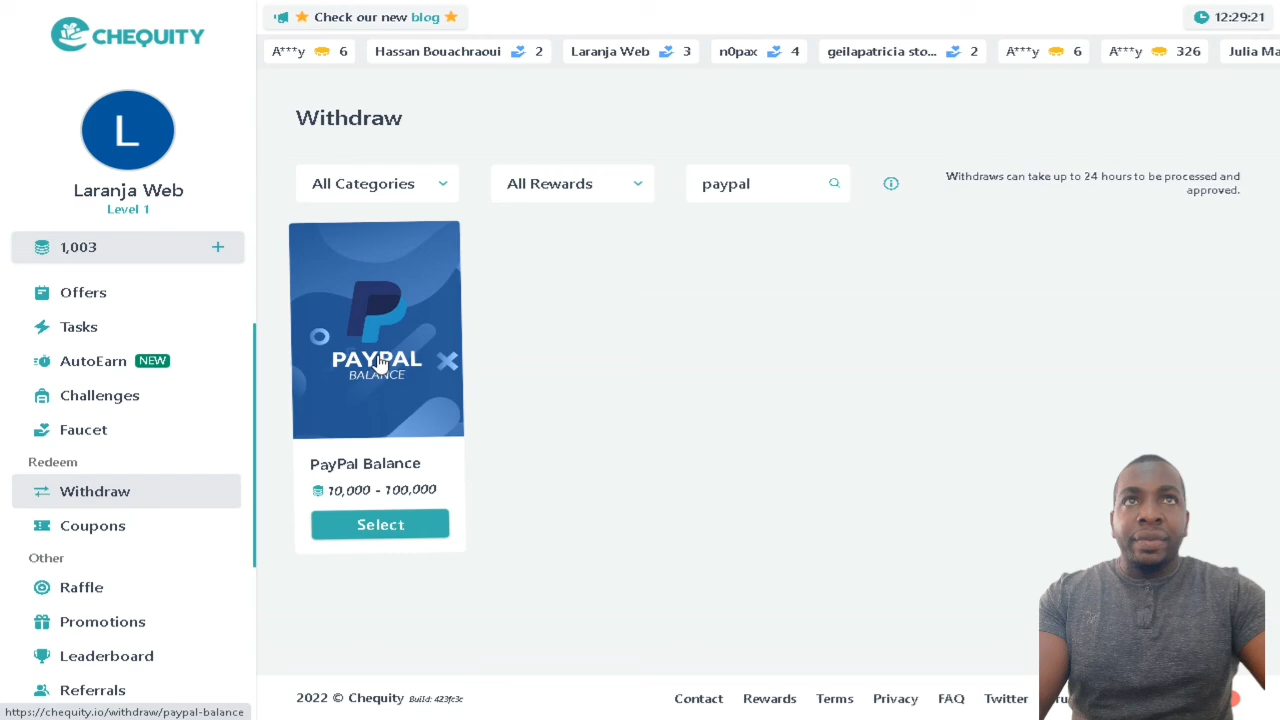 CHEQUITY
Check our new blog
12:29:21
A***y 6
Hassan Bouachraoui 2
Laranja Web 3
n0pax 4
geilapatricia sto... 2
A***y 6
A***y 326
Julia Ma
L
Laranja Web
Level 1
1,003 +
Offers
Tasks
AutoEarn NEW
Challenges
Faucet
Redeem
Withdraw
Coupons
Other
Raffle
Promotions
Leaderboard
Referrals
https://chequity.io/withdraw/paypal-balance
Withdraw
All Categories
All Rewards
paypal
Withdraws can take up to 24 hours to be processed and
approved.
PAYPAL
BALANCE
PayPal Balance
10,000 - 100,000
Select
2022 © Chequity Build: 423fc3c
Contact
Rewards
Terms
Privacy
FAQ
Twitter